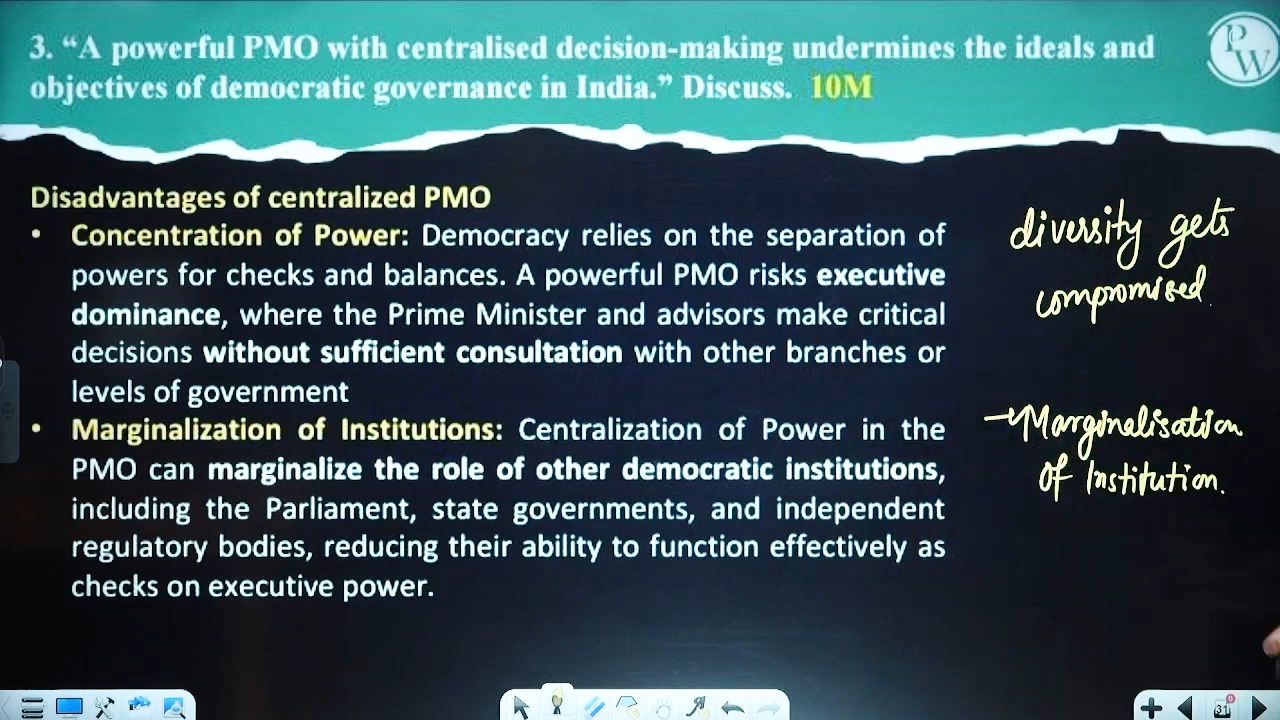 3. “A powerful PMO with centralised decision-making undermines the ideals and
objectives of democratic governance in India.” Discuss. 10M
PW
Disadvantages of centralized PMO
• Concentration of Power: Democracy relies on the separation of
powers for checks and balances. A powerful PMO risks executive
dominance, where the Prime Minister and advisors make critical
decisions without sufficient consultation with other branches or
levels of government
• Marginalization of Institutions: Centralization of Power in the
PMO can marginalize the role of other democratic institutions,
including the Parliament, state governments, and independent
regulatory bodies, reducing their ability to function effectively as
checks on executive power.
diversity gets
compromised.
→ Marginalisation
of Institution.
31